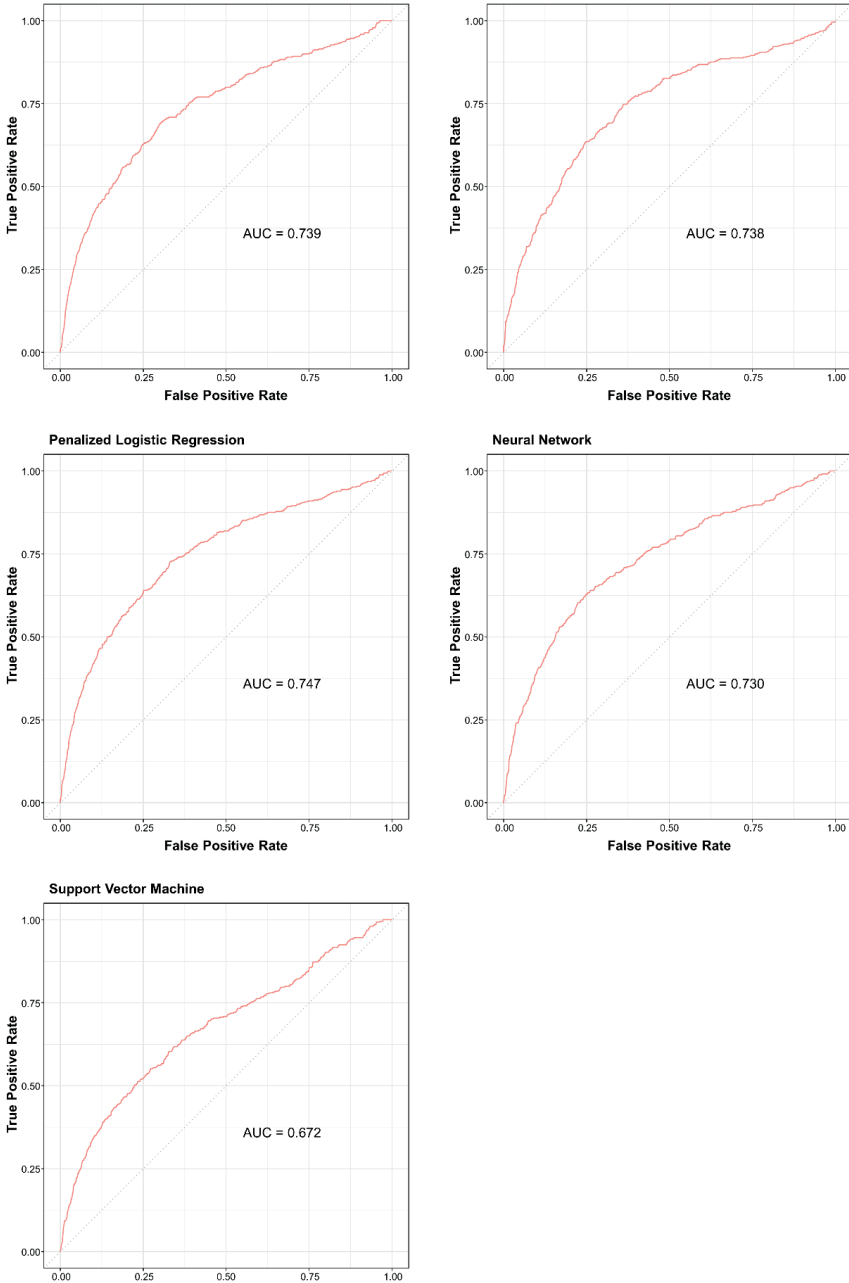 1.00
0.75
0.50
0.25
0.00
True Positive Rate
AUC = 0.739
0.00 0.25 0.50 0.75 1.00
False Positive Rate
1.00
0.75
0.50
0.25
0.00
True Positive Rate
AUC = 0.738
0.00 0.25 0.50 0.75 1.00
False Positive Rate
Penalized Logistic Regression
1.00
0.75
0.50
0.25
0.00
True Positive Rate
AUC = 0.747
0.00 0.25 0.50 0.75 1.00
False Positive Rate
Neural Network
1.00
0.75
0.50
0.25
0.00
True Positive Rate
AUC = 0.730
0.00 0.25 0.50 0.75 1.00
False Positive Rate
Support Vector Machine
1.00
0.75
0.50
0.25
0.00
True Positive Rate
AUC = 0.672
0.00 0.25 0.50 0.75 1.00